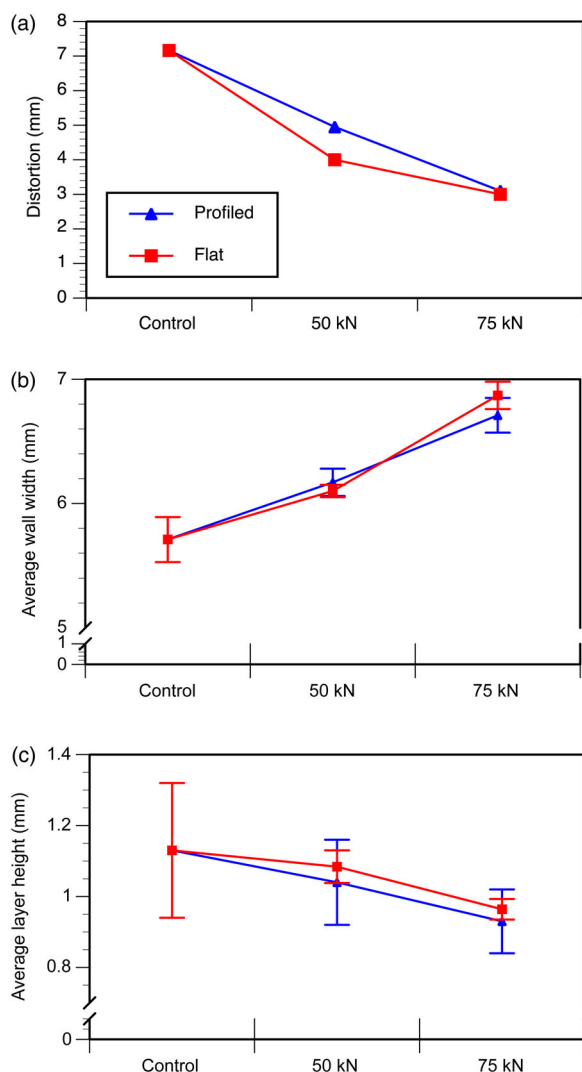 (a)
Distortion (mm)
8
7
6
5
4
3
2
1
0
Profiled
Flat
Control
50 kN
75 kN
(b)
Average wall width (mm)
7
6
5
1
0
Control
50 kN
75 kN
(c)
Average layer height (mm)
1.4
1.2
1
0.8
0
Control
50 kN
75 kN